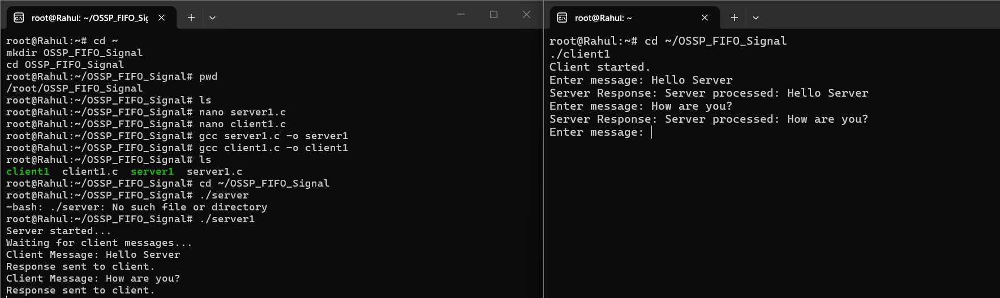 root@Rahul: ~/OSSP_FIFO_Sig
root@Rahul:~# cd ~
mkdir OSSP_FIFO_Signal
cd OSSP_FIFO_Signal
root@Rahul:~/OSSP_FIFO_Signal# pwd
/root/OSSP_FIFO_Signal
root@Rahul:~/OSSP_FIFO_Signal# ls
root@Rahul:~/OSSP_FIFO_Signal# nano server1.c
root@Rahul:~/OSSP_FIFO_Signal# nano client1.c
root@Rahul:~/OSSP_FIFO_Signal# gcc server1.c -o server1
root@Rahul:~/OSSP_FIFO_Signal# gcc client1.c -o client1
root@Rahul:~/OSSP_FIFO_Signal# ls
client1  client1.c  server1  server1.c
root@Rahul:~/OSSP_FIFO_Signal# cd ~/OSSP_FIFO_Signal
root@Rahul:~/OSSP_FIFO_Signal# ./server
-bash: ./server: No such file or directory
root@Rahul:~/OSSP_FIFO_Signal# ./server1
Server started...
Waiting for client messages...
Client Message: Hello Server
Response sent to client.
Client Message: How are you?
Response sent to client.
root@Rahul: ~
root@Rahul:~# cd ~/OSSP_FIFO_Signal
./client1
Client started.
Enter message: Hello Server
Server Response: Server processed: Hello Server
Enter message: How are you?
Server Response: Server processed: How are you?
Enter message: